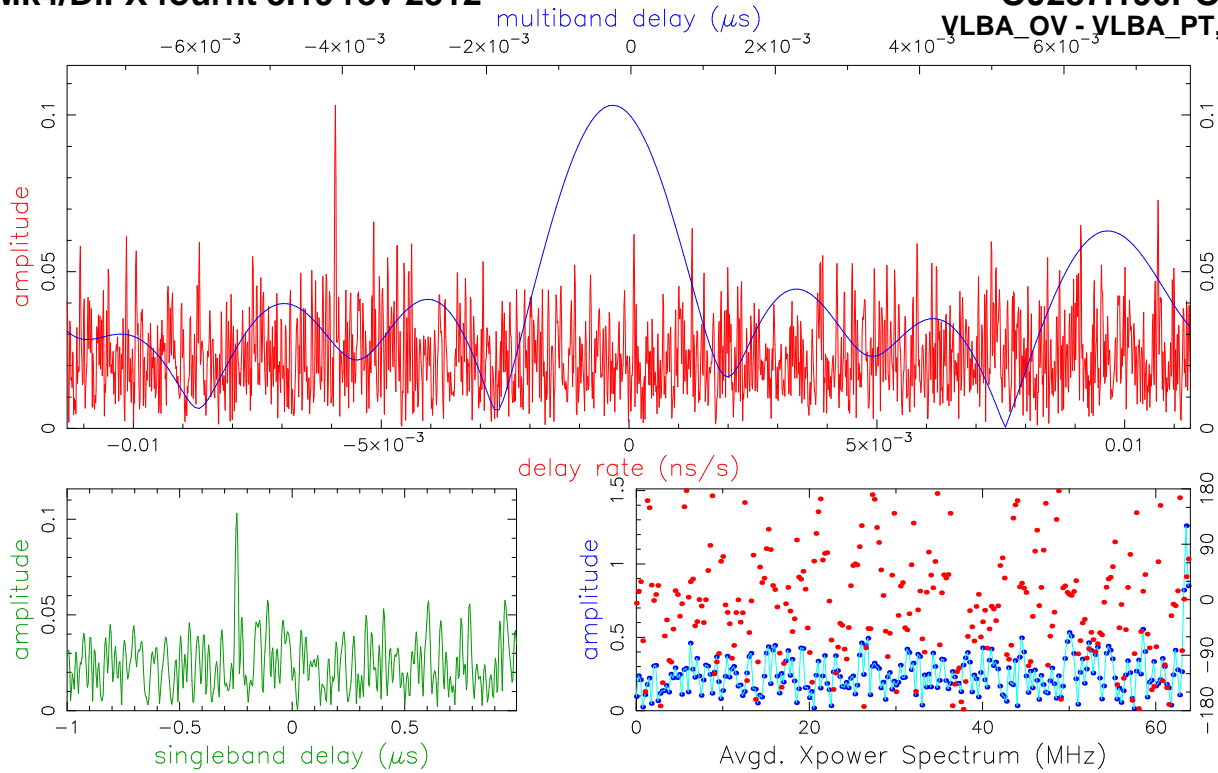 multiband delay (μs)
VLBA_OV - VLBA_PT,
−6×10⁻³ −4×10⁻³ −2×10⁻³ 0 2×10⁻³ 4×10⁻³ 6×10⁻³
amplitude
0 0.05 0.1
0 0.05 0.1
−0.01 −5×10⁻³ 0 5×10⁻³ 0.01
delay rate (ns/s)
amplitude
0 0.05 0.1
−1 −0.5 0 0.5
singleband delay (μs)
amplitude
0 0.5 1 1.5
−180 −90 0 90 180
0 20 40 60
Avgd. Xpower Spectrum (MHz)